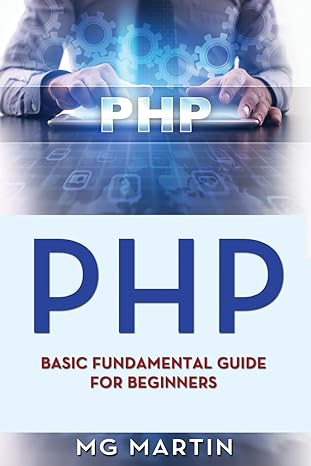 PHP
PHP
BASIC FUNDAMENTAL GUIDE
FOR BEGINNERS
MG MARTIN